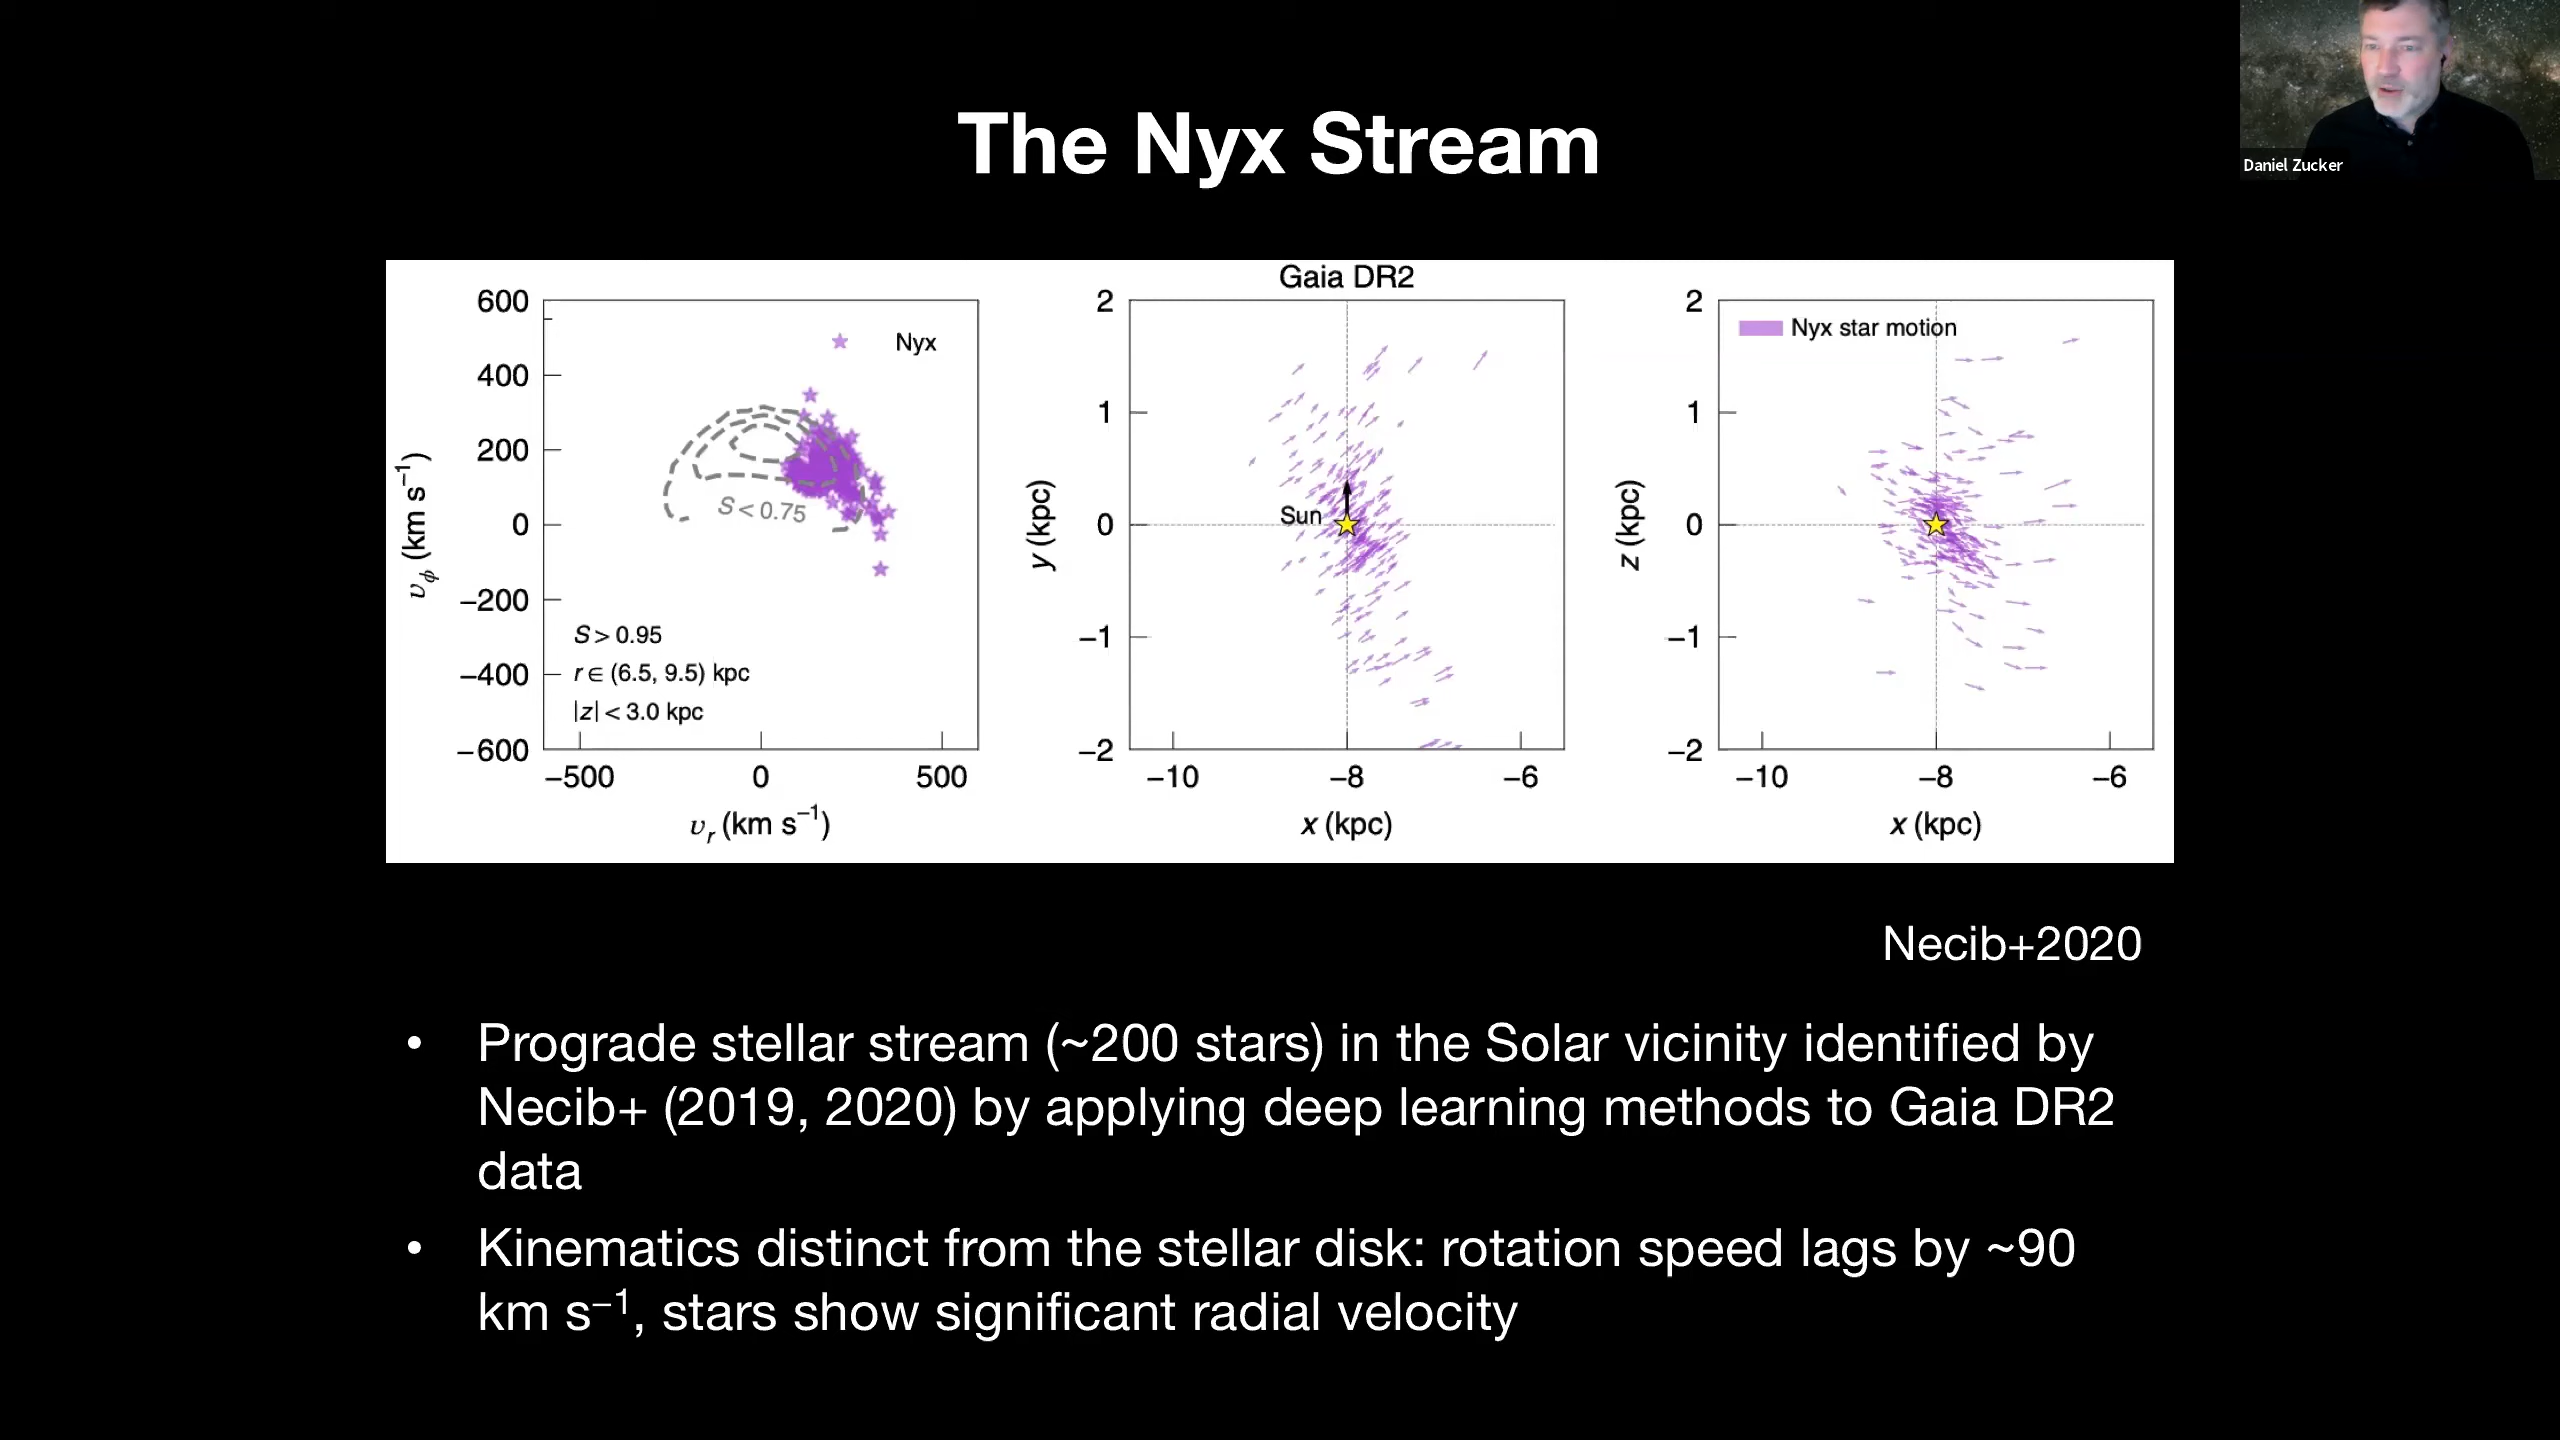 Daniel Zucker
The Nyx Stream
600
400
200
0
−200
−400
−600
υϕ (km s−1)
Nyx
S < 0.75
S > 0.95
r ∈ (6.5, 9.5) kpc
|z| < 3.0 kpc
−500
0
500
υr (km s−1)
Gaia DR2
2
1
0
−1
−2
y (kpc)
Sun
−10
−8
−6
x (kpc)
2
1
0
−1
−2
z (kpc)
Nyx star motion
−10
−8
−6
x (kpc)
Necib+2020
• Prograde stellar stream (~200 stars) in the Solar vicinity identified by
Necib+ (2019, 2020) by applying deep learning methods to Gaia DR2
data
• Kinematics distinct from the stellar disk: rotation speed lags by ~90
km s−1, stars show significant radial velocity